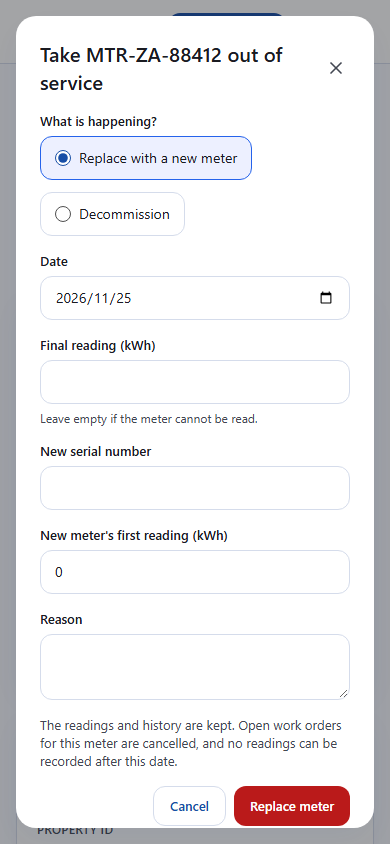 Take MTR-ZA-88412 out of
service
What is happening?
Replace with a new meter
Decommission
Date
2026/11/25
Final reading (kWh)
Leave empty if the meter cannot be read.
New serial number
New meter's first reading (kWh)
0
Reason
The readings and history are kept. Open work orders
for this meter are cancelled, and no readings can be
recorded after this date.
Cancel
Replace meter
PROPERTY ID